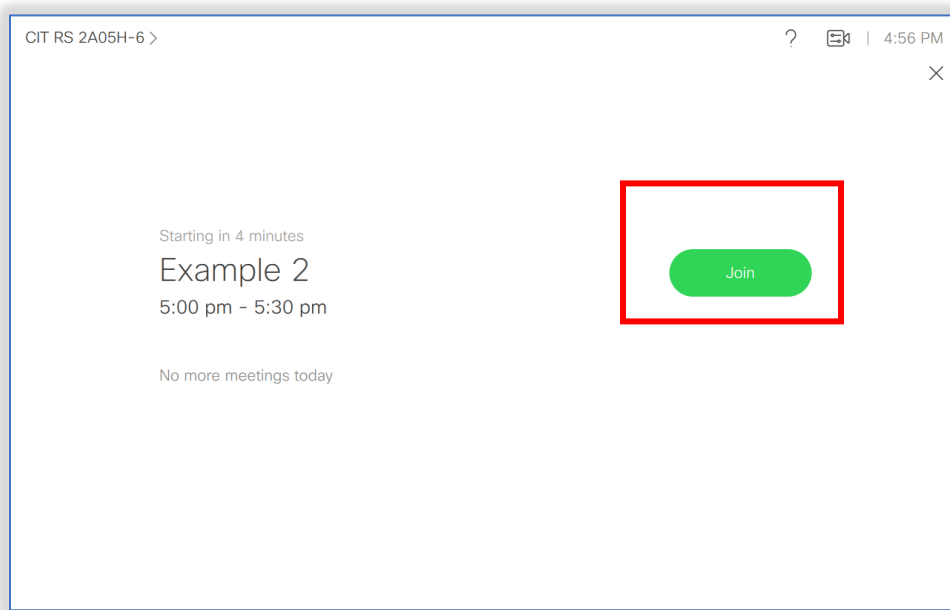 CIT RS 2A05H-6 >
? | 4:56 PM
Starting in 4 minutes
Example 2
5:00 pm - 5:30 pm
Join
No more meetings today